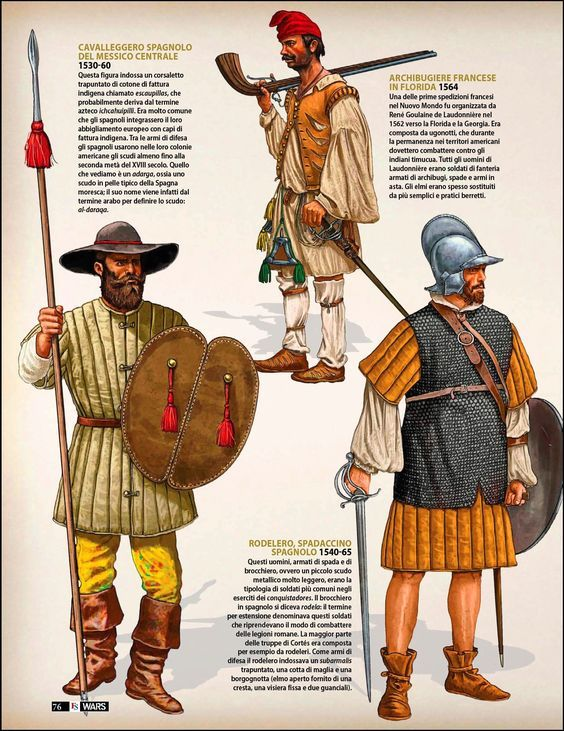 CAVALLEGGERO SPAGNOLO
DEL MESSICO CENTRALE
1530-60
Questa figura indossa un corsaletto
trapuntato di cotone di fattura
indigena chiamato escaupillas, che
probabilmente deriva dal termine
azteco ichcahuipilli. Era molto comune
che gli spagnoli integrassero il loro
abbigliamento europeo con capi di
fattura indigena. Tra le armi di difesa
gli spagnoli usarono nelle loro colonie
americane gli scudi almeno fino alla
seconda metà del XVIII secolo. Quello
che vediamo è un adarga, ossia uno
scudo in pelle tipico della Spagna
moresca; il suo nome viene infatti dal
termine arabo per definire lo scudo:
al-daraqa.
ARCHIBUGIERE FRANCESE
IN FLORIDA 1564
Una delle prime spedizioni francesi
nel Nuovo Mondo fu organizzata da
René Goulaine de Laudonnière nel
1562 verso la Florida e la Georgia. Era
composta da ugonotti, che durante
la permanenza nei territori americani
dovettero combattere contro gli
indiani timucua. Tutti gli uomini di
Laudonnière erano soldati di fanteria
armati di archibugi, spade e armi in
asta. Gli elmi erano spesso sostituiti
da più semplici e pratici berretti.
RODELERO, SPADACCINO
SPAGNOLO 1540-65
Questi uomini, armati di spada e di
brocchiero, ovvero un piccolo scudo
metallico molto leggero, erano la
tipologia di soldati più comuni negli
eserciti dei conquistadores. Il brocchiero
in spagnolo si diceva rodela: il termine
per estensione denominava questi soldati
che riprendevano il modo di combattere
delle legioni romane. La maggior parte
delle truppe di Cortés era composta
per esempio da rodeleri. Come armi di
difesa il rodelero indossava un subarmalis
trapuntato, una cotta di maglia e una
borgognotta (elmo aperto fornito di una
cresta, una visiera fissa e due guanciali).
76 WARS